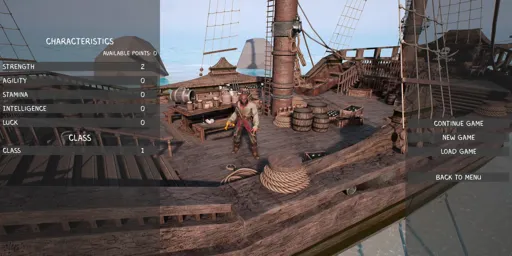 CHARACTERISTICS
AVAILABLE POINTS: 0
STRENGTH 2
AGILITY 0
STAMINA 0
INTELLIGENCE 0
LUCK 0
CLASS
CLASS 1
CONTINUE GAME
NEW GAME
LOAD GAME
BACK TO MENU